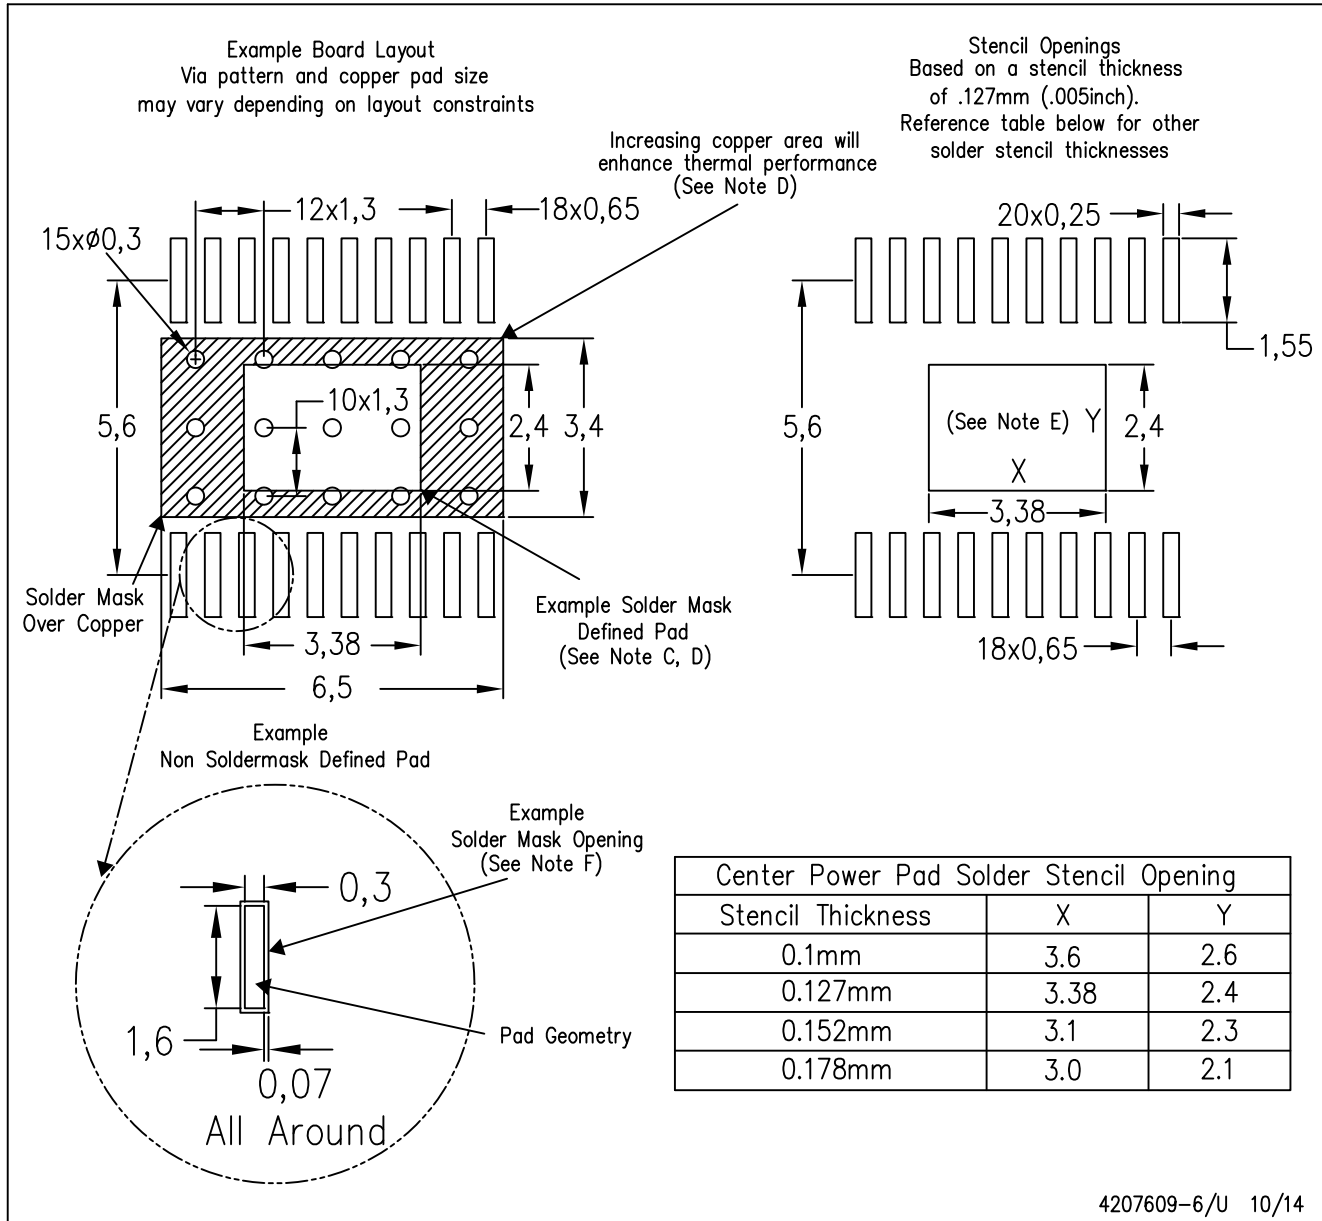 Example Board Layout
Via pattern and copper pad size
may vary depending on layout constraints
Stencil Openings
Based on a stencil thickness
of .127mm (.005inch).
Reference table below for other
solder stencil thicknesses
Increasing copper area will
enhance thermal performance
(See Note D)
12x1,3
18x0,65
15xø0,3
5,6
10x1,3
2,4
3,4
Solder Mask
Over Copper
3,38
6,5
Example Solder Mask
Defined Pad
(See Note C, D)
20x0,25
1,55
5,6
(See Note E)
Y
X
2,4
3,38
18x0,65
Example
Non Soldermask Defined Pad
Example
Solder Mask Opening
(See Note F)
0,3
1,6
Pad Geometry
0,07
All Around
Center Power Pad Solder Stencil Opening
Stencil Thickness X Y
0.1mm 3.6 2.6
0.127mm 3.38 2.4
0.152mm 3.1 2.3
0.178mm 3.0 2.1
4207609-6/U 10/14